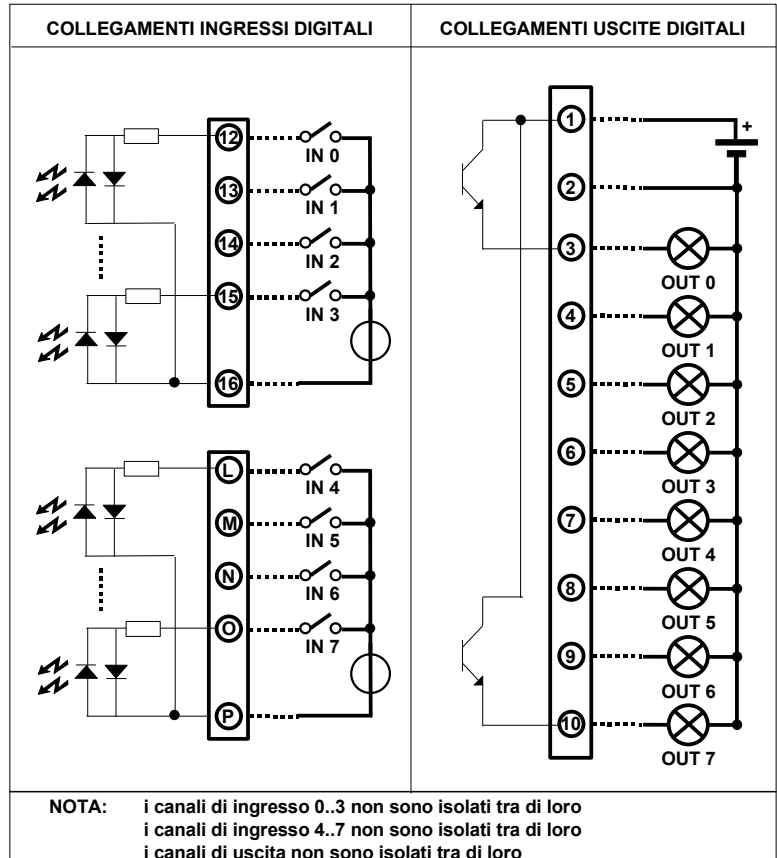 COLLEGAMENTI INGRESSI DIGITALI
12
IN 0
13
IN 1
14
IN 2
15
IN 3
16
L
IN 4
M
IN 5
N
IN 6
O
IN 7
P
COLLEGAMENTI USCITE DIGITALI
1
+
2
3
OUT 0
4
OUT 1
5
OUT 2
6
OUT 3
7
OUT 4
8
OUT 5
9
OUT 6
10
OUT 7
NOTA: i canali di ingresso 0..3 non sono isolati tra di loro
i canali di ingresso 4..7 non sono isolati tra di loro
i canali di uscita non sono isolati tra di loro